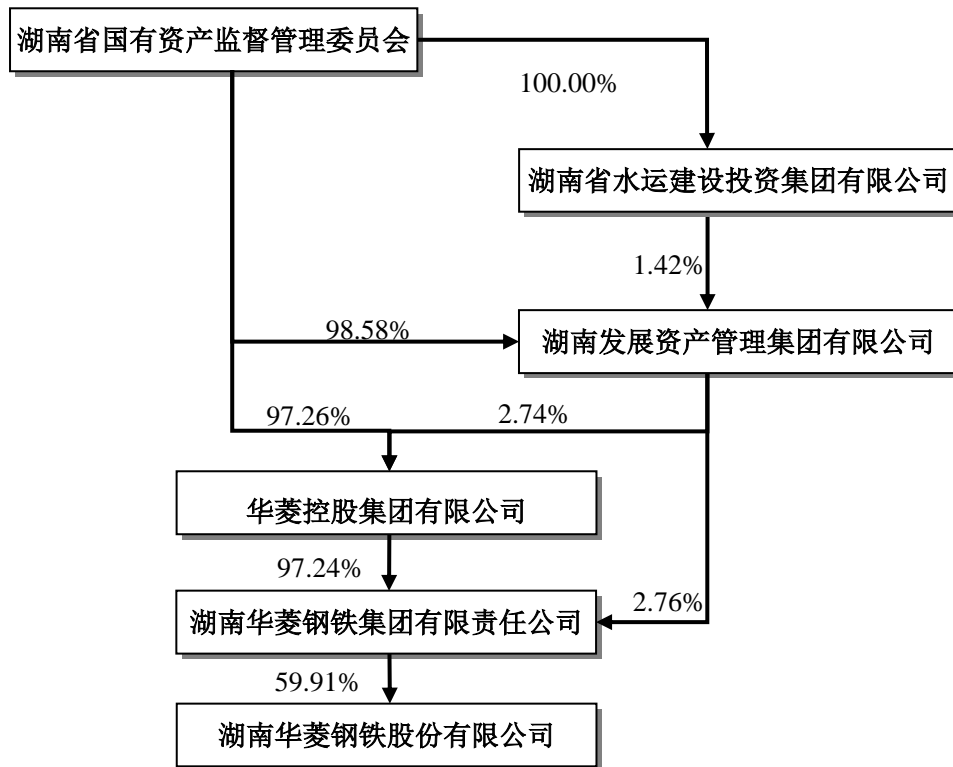 湖南省国有资产监督管理委员会
100.00%
湖南省水运建设投资集团有限公司
1.42%
98.58%
湖南发展资产管理集团有限公司
97.26%
2.74%
华菱控股集团有限公司
97.24%
湖南华菱钢铁集团有限责任公司
2.76%
59.91%
湖南华菱钢铁股份有限公司